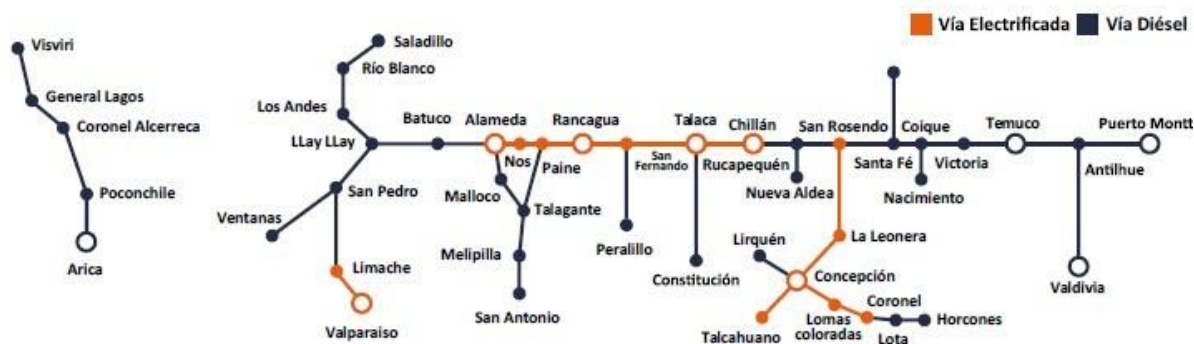 Vía Electrificada
Vía Diésel
Visviri
General Lagos
Coronel Alcerreca
Poconchile
Arica
Saladillo
Río Blanco
Los Andes
LLay LLay
San Pedro
Ventanas
Limache
Valparaiso
Batuco
Alameda
Nos
Paine
Malloco
Talagante
Melipilla
San Antonio
Rancagua
San
Fernando
Peralillo
Talaca
Constitución
Chillán
Rucapequén
Nueva Aldea
San Rosendo
La Leonera
Lirquén
Concepción
Talcahuano
Lomas
coloradas
Coronel
Lota
Horcones
Santa Fé
Coique
Nacimiento
Victoria
Temuco
Antilhue
Valdivia
Puerto Montt